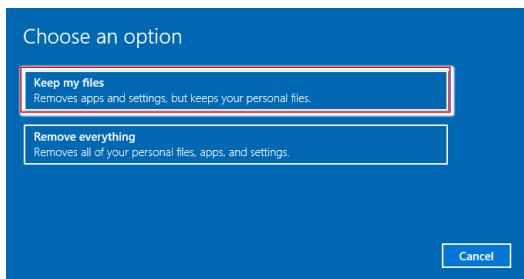 Choose an option
Keep my files
Removes apps and settings, but keeps your personal files.
Remove everything
Removes all of your personal files, apps, and settings.
Cancel